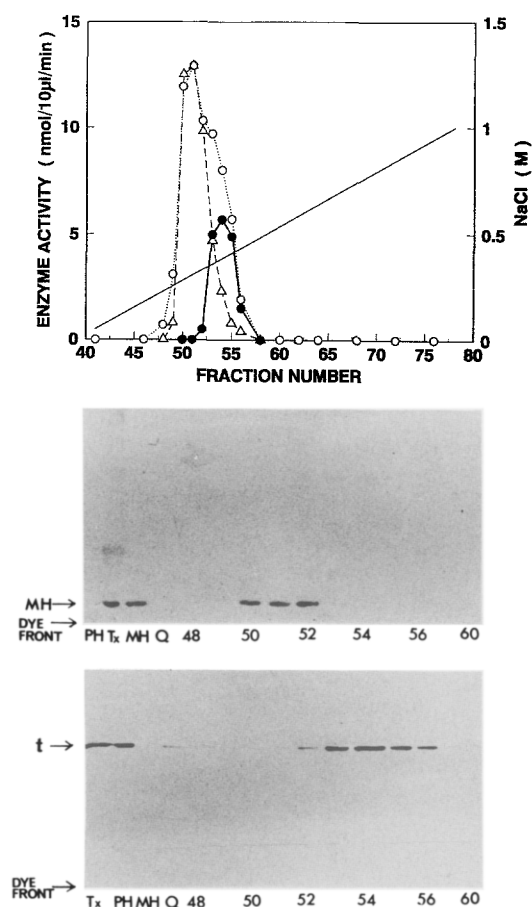 ENZYME ACTIVITY ( nmol/10µl/min)
15
10
5
0
1.5
1
0.5
0
NaCl ( M )
40 45 50 55 60 65 70 75 80
FRACTION NUMBER
MH→
DYE → FRONT
PH Tx MH Q 48 50 52 54 56 60
t →
DYE → FRONT
Tx PH MH Q 48 50 52 54 56 60